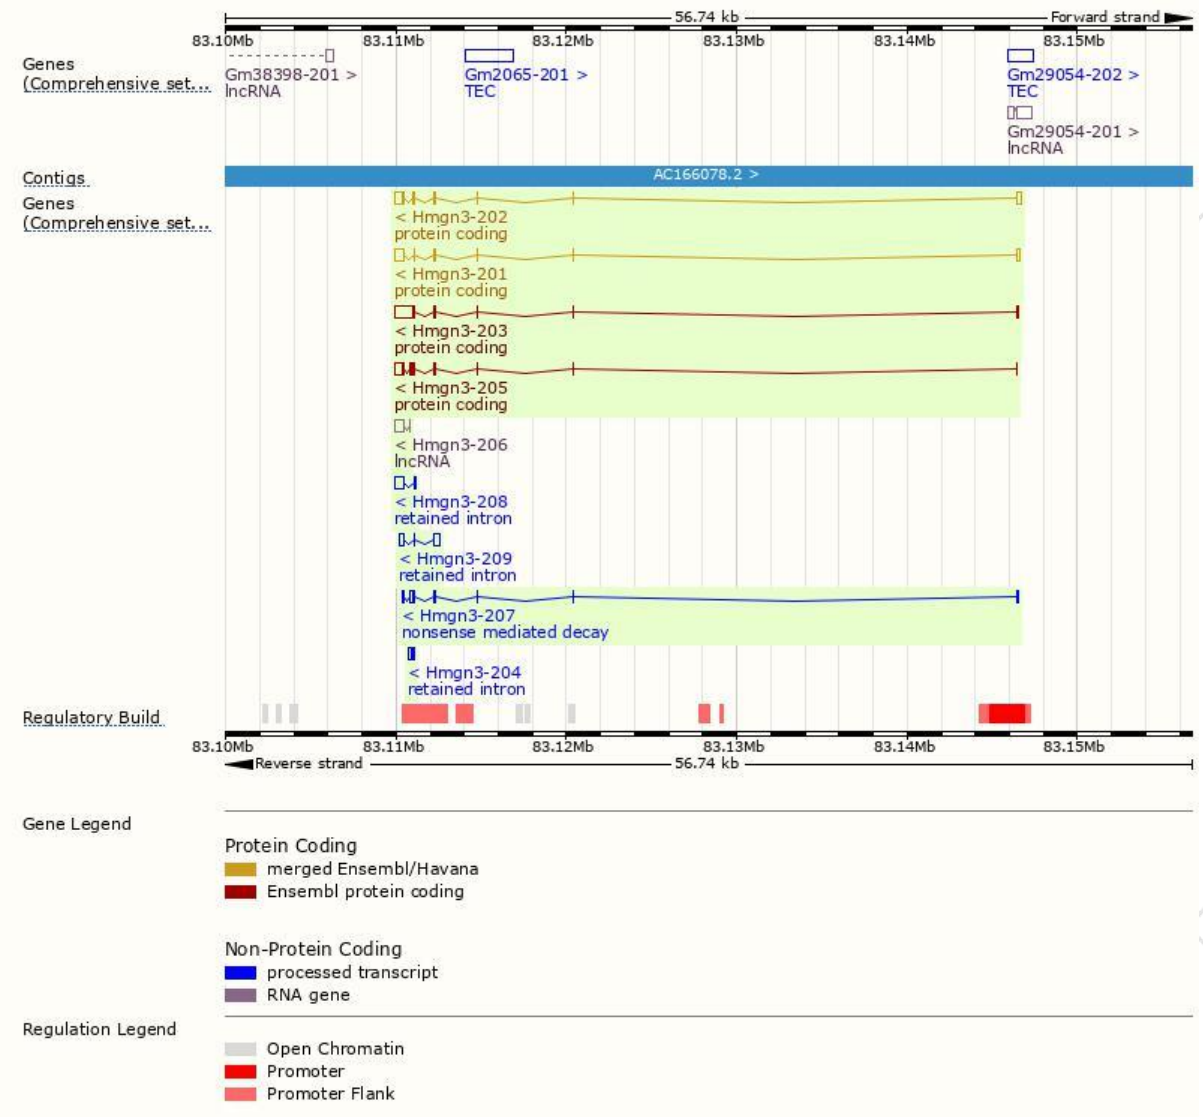 56.74 kb
Forward strand
83.10Mb 83.11Mb 83.12Mb 83.13Mb 83.14Mb 83.15Mb
Genes
(Comprehensive set...
Gm38398-201 >
lncRNA
Gm2065-201 >
TEC
Gm29054-202 >
TEC
Gm29054-201 >
lncRNA
Contigs
AC166078.2 >
Genes
(Comprehensive set...
< Hmgn3-202
protein coding
< Hmgn3-201
protein coding
< Hmgn3-203
protein coding
< Hmgn3-205
protein coding
< Hmgn3-206
lncRNA
< Hmgn3-208
retained intron
< Hmgn3-209
retained intron
< Hmgn3-207
nonsense mediated decay
< Hmgn3-204
retained intron
Regulatory Build
83.10Mb 83.11Mb 83.12Mb 83.13Mb 83.14Mb 83.15Mb
Reverse strand
56.74 kb
Gene Legend
Protein Coding
merged Ensembl/Havana
Ensembl protein coding
Non-Protein Coding
processed transcript
RNA gene
Regulation Legend
Open Chromatin
Promoter
Promoter Flank